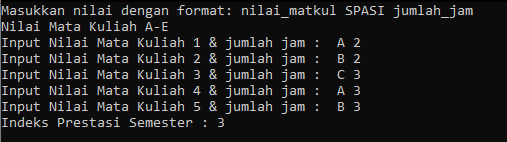 Masukkan nilai dengan format: nilai_matkul SPASI jumlah_jam
Nilai Mata Kuliah A-E
Input Nilai Mata Kuliah 1 & jumlah jam :  A 2
Input Nilai Mata Kuliah 2 & jumlah jam :  B 2
Input Nilai Mata Kuliah 3 & jumlah jam :  C 3
Input Nilai Mata Kuliah 4 & jumlah jam :  A 3
Input Nilai Mata Kuliah 5 & jumlah jam :  B 3
Indeks Prestasi Semester : 3